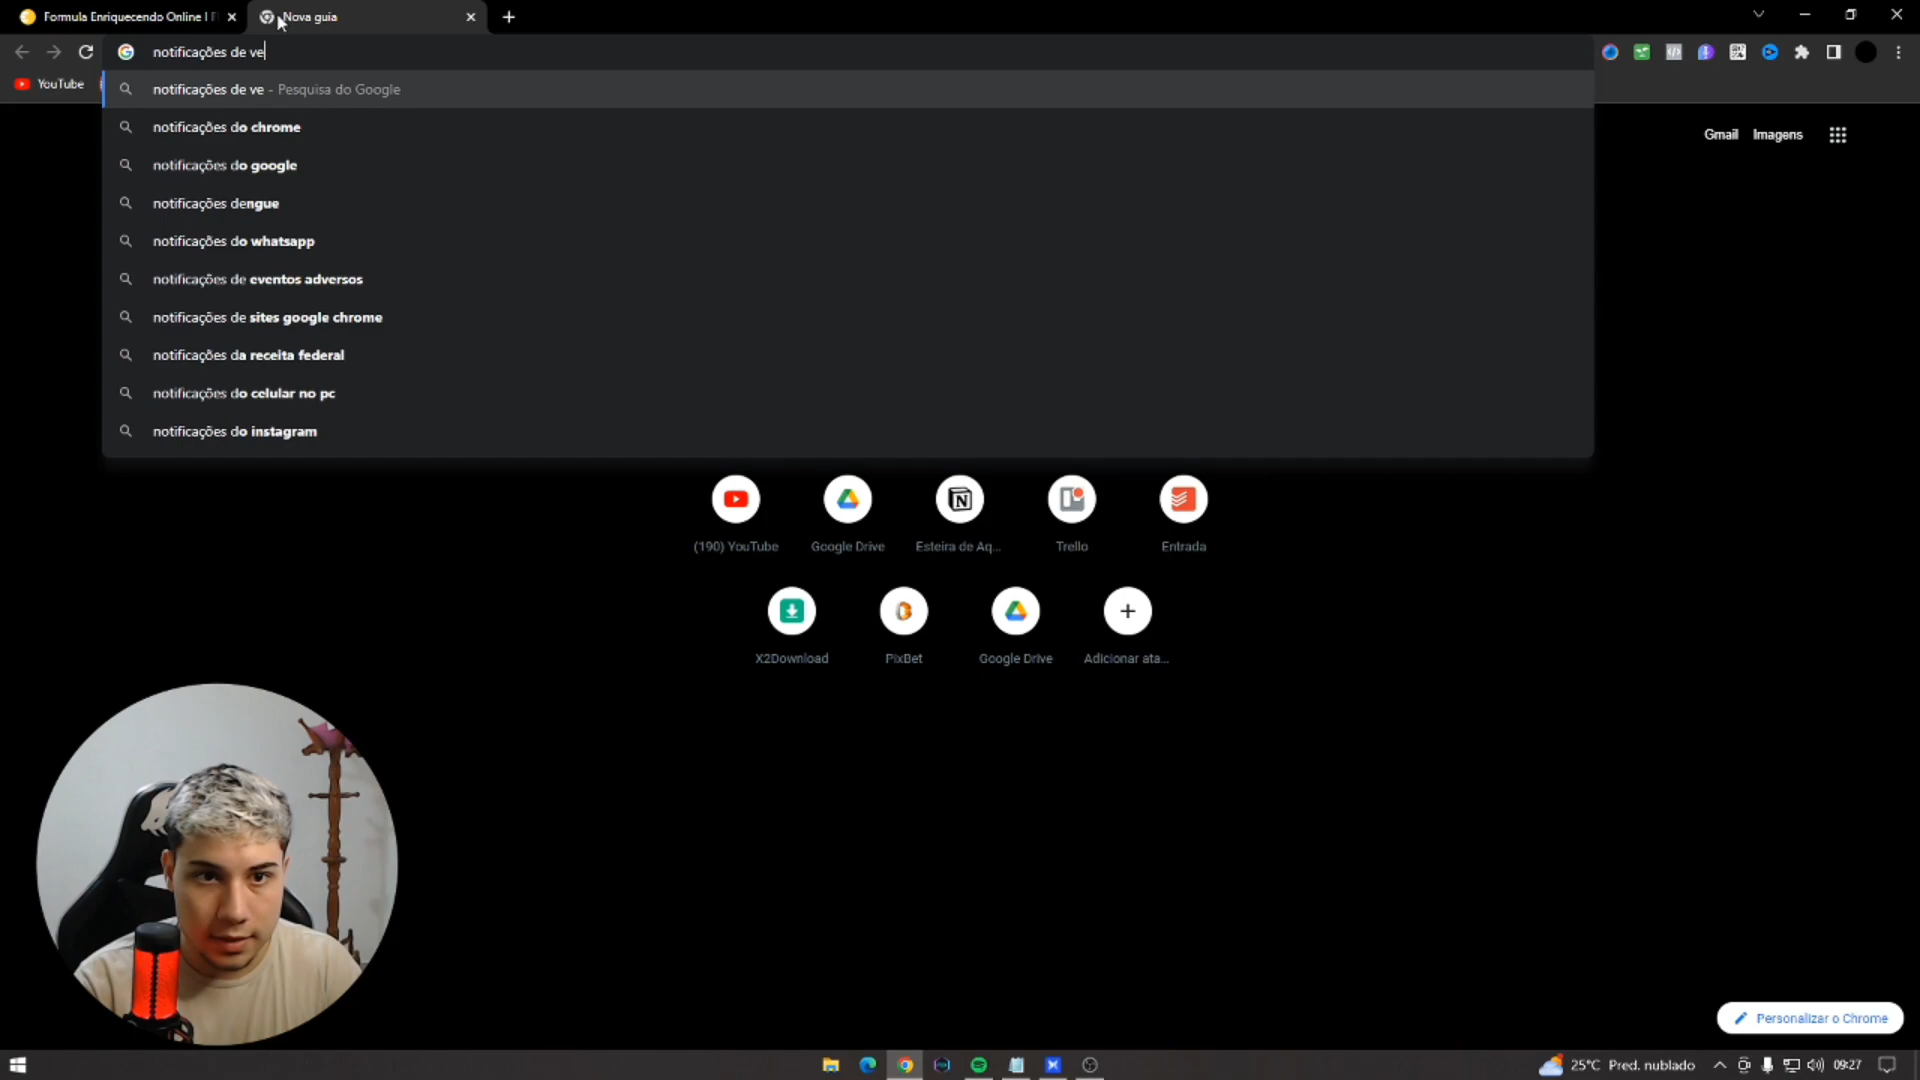 Formula Enriquecendo Online | F
Nova guia
notificações de ve
YouTube
notificações de ve - Pesquisa do Google
notificações do chrome
notificações do google
notificações dengue
notificações do whatsapp
notificações de eventos adversos
notificações de sites google chrome
notificações da receita federal
notificações do celular no pc
notificações do instagram
Gmail Imagens
(190) YouTube Google Drive Esteira de Aq... Trello Entrada
X2Download PixBet Google Drive Adicionar ata...
Personalizar o Chrome
25°C Pred. nublado 09:27